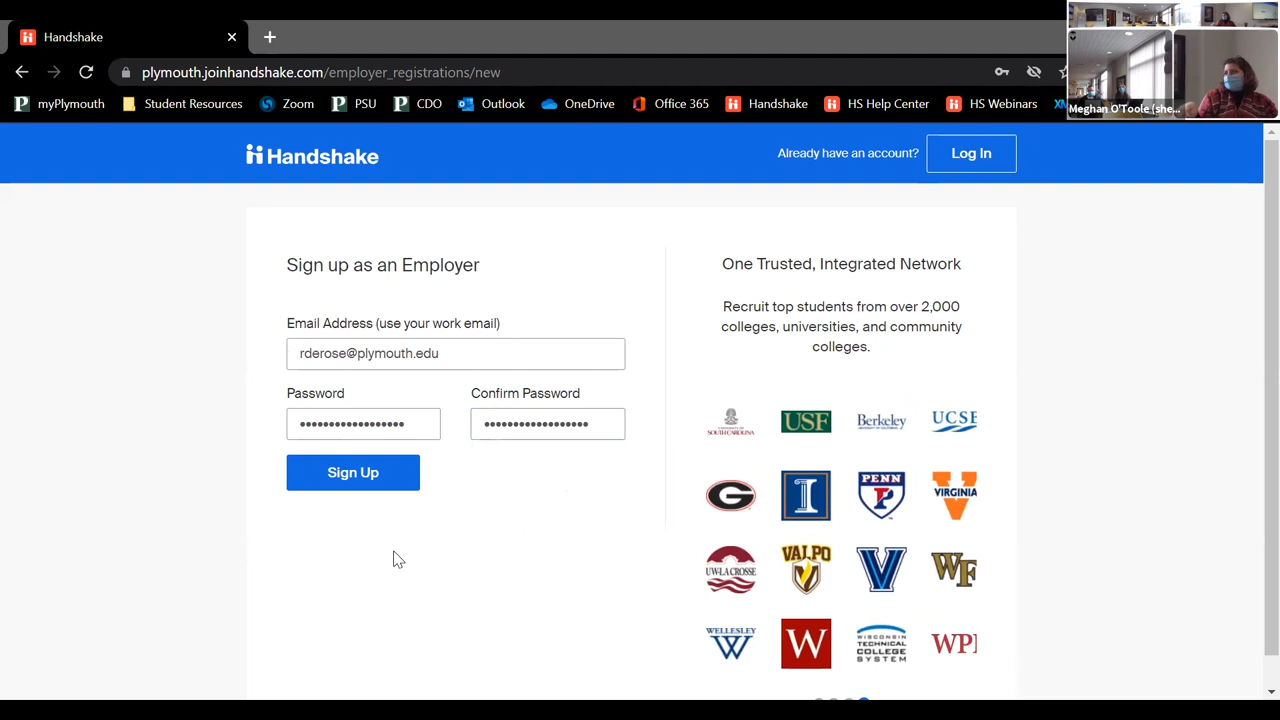 Handshake
plymouth.joinhandshake.com/employer_registrations/new
myPlymouth
Student Resources
Zoom
PSU
CDO
Outlook
OneDrive
Office 365
Handshake
HS Help Center
HS Webinars
Meghan O'Toole (she...
Handshake
Already have an account?
Log In
Sign up as an Employer
Email Address (use your work email)
rderose@plymouth.edu
Password
Confirm Password
••••••••••••••••••
••••••••••••••••••
Sign Up
One Trusted, Integrated Network
Recruit top students from over 2,000
colleges, universities, and community
colleges.
SOUTH CAROLINA
USF
Berkeley
UCSB
G
I
PENN
P
VIRGINIA
V
UW-LA CROSSE
VALPO
V
WF
WELLESLEY
W
W
WISCONSIN
TECHNICAL
COLLEGE
SYSTEM
WPI